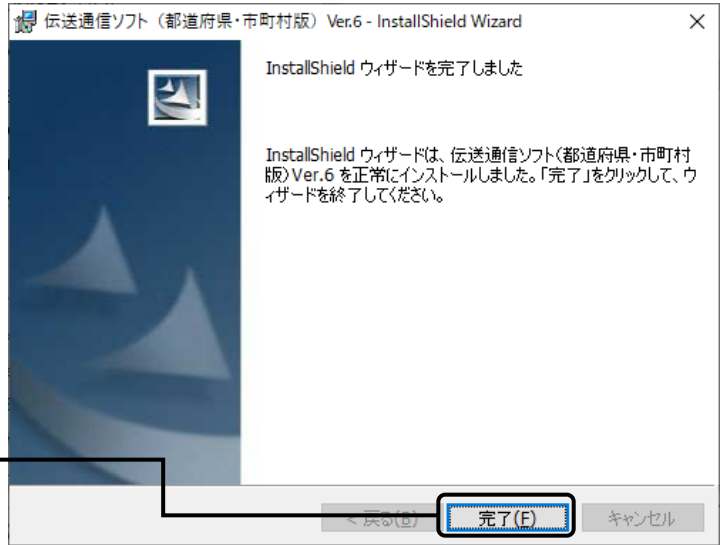 伝送通信ソフト（都道府県・市町村版）Ver.6 - InstallShield Wizard
InstallShield ウィザードを完了しました
InstallShield ウィザードは、伝送通信ソフト(都道府県・市町村
版)Ver.6 を正常にインストールしました。「完了」をクリックして、ウ
ィザードを終了してください。
< 戻る(B) 完了(F) キャンセル